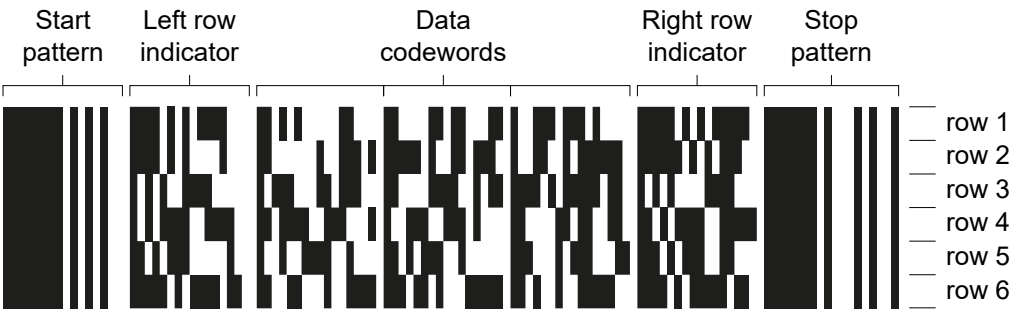 Start pattern
Left row indicator
Data codewords
Right row indicator
Stop pattern
row 1
row 2
row 3
row 4
row 5
row 6